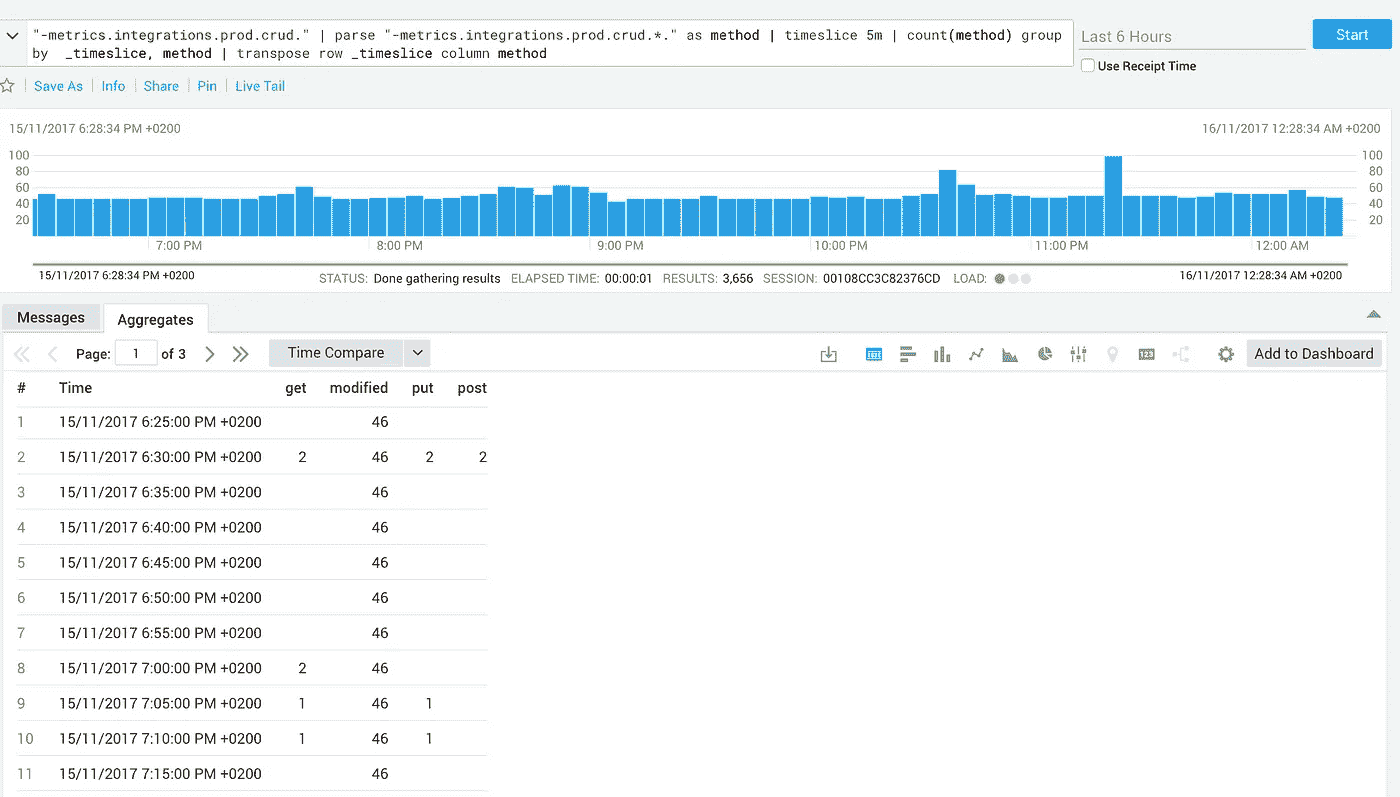 "-metrics.integrations.prod.crud." | parse "-metrics.integrations.prod.crud.*." as method | timeslice 5m | count(method) group
by _timeslice, method | transpose row _timeslice column method
Last 6 Hours
Start
Use Receipt Time
Save As Info Share Pin Live Tail
15/11/2017 6:28:34 PM +0200 16/11/2017 12:28:34 AM +0200
100 100
80 80
60 60
40 40
20 20
7:00 PM 8:00 PM 9:00 PM 10:00 PM 11:00 PM 12:00 AM
15/11/2017 6:28:34 PM +0200 STATUS: Done gathering results ELAPSED TIME: 00:00:01 RESULTS: 3,656 SESSION: 00108CC3C82376CD LOAD: 16/11/2017 12:28:34 AM +0200
Messages Aggregates
Page: 1 of 3 Time Compare 123 Add to Dashboard
# Time get modified put post
1 15/11/2017 6:25:00 PM +0200 46
2 15/11/2017 6:30:00 PM +0200 2 46 2 2
3 15/11/2017 6:35:00 PM +0200 46
4 15/11/2017 6:40:00 PM +0200 46
5 15/11/2017 6:45:00 PM +0200 46
6 15/11/2017 6:50:00 PM +0200 46
7 15/11/2017 6:55:00 PM +0200 46
8 15/11/2017 7:00:00 PM +0200 2 46
9 15/11/2017 7:05:00 PM +0200 1 46 1
10 15/11/2017 7:10:00 PM +0200 1 46 1
11 15/11/2017 7:15:00 PM +0200 46